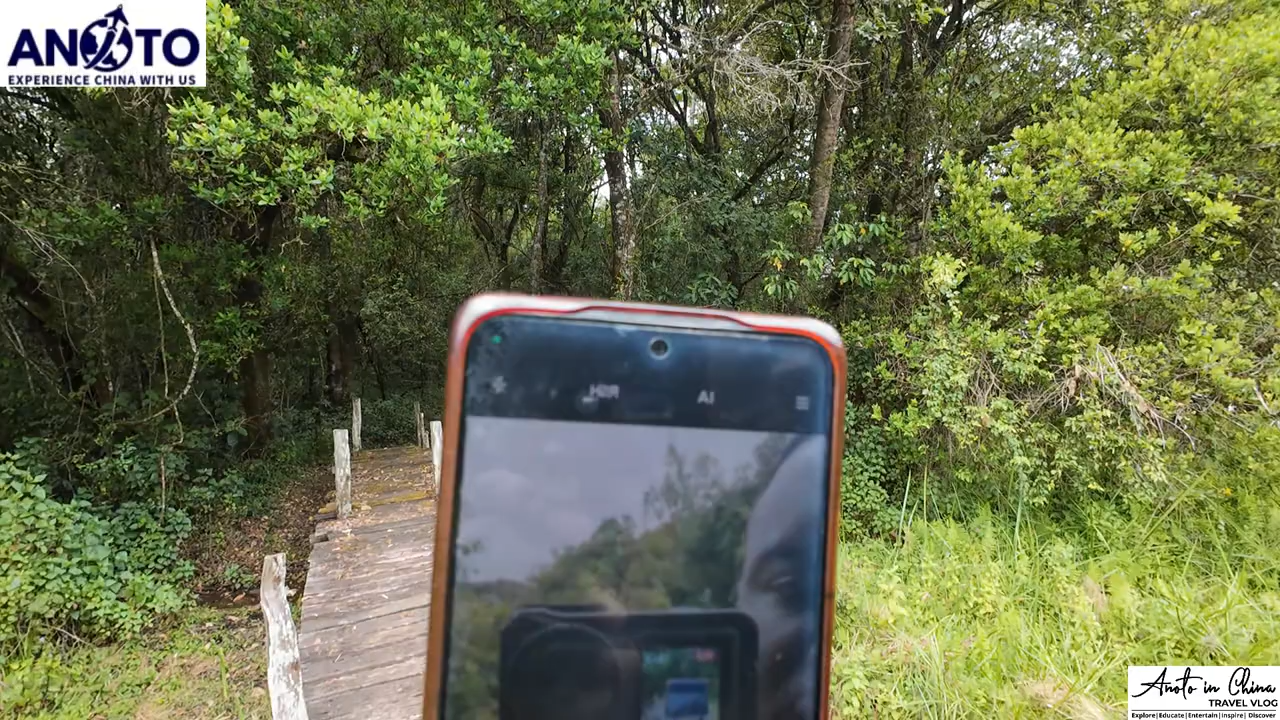 ANOTO
EXPERIENCE CHINA WITH US
HDR
AI
Anoto in China
TRAVEL VLOG
Explore|Educate|Entertain|Inspire| Discover